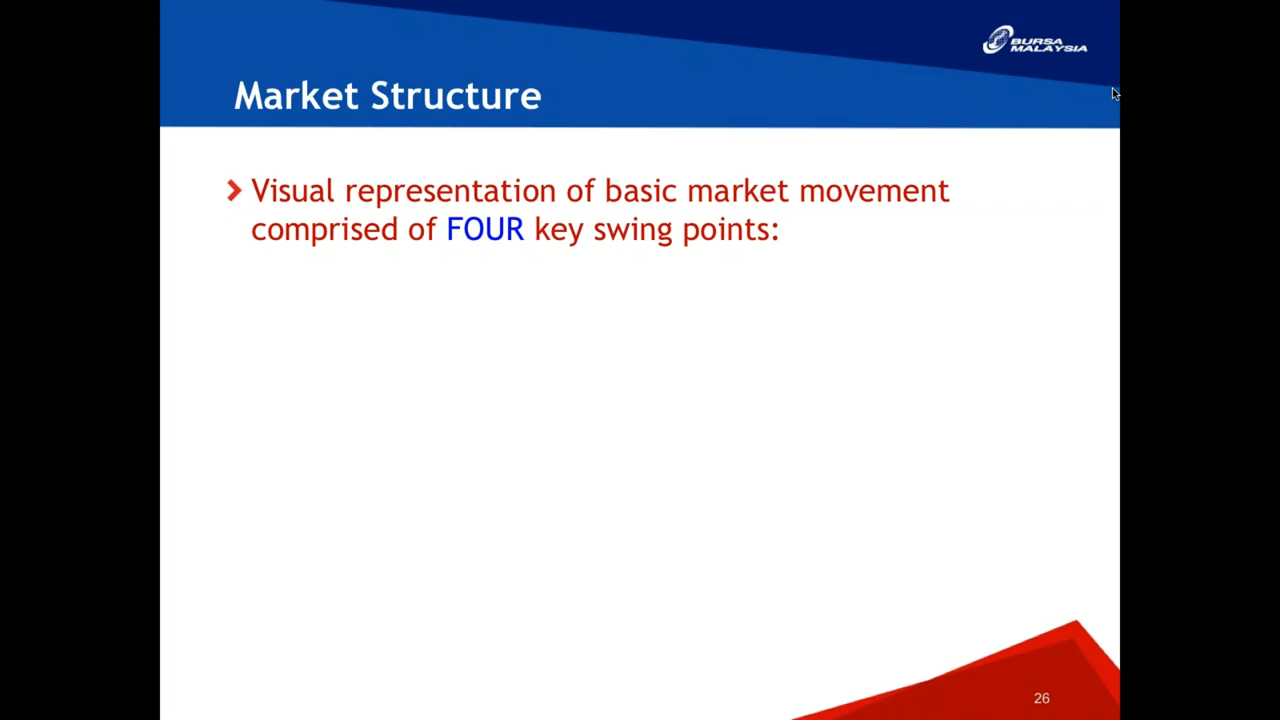 BURSA
MALAYSIA
Market Structure
Visual representation of basic market movement
comprised of FOUR key swing points:
26